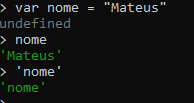 > var nome = "Mateus"
undefined
> nome
'Mateus'
> 'nome'
'nome'
>